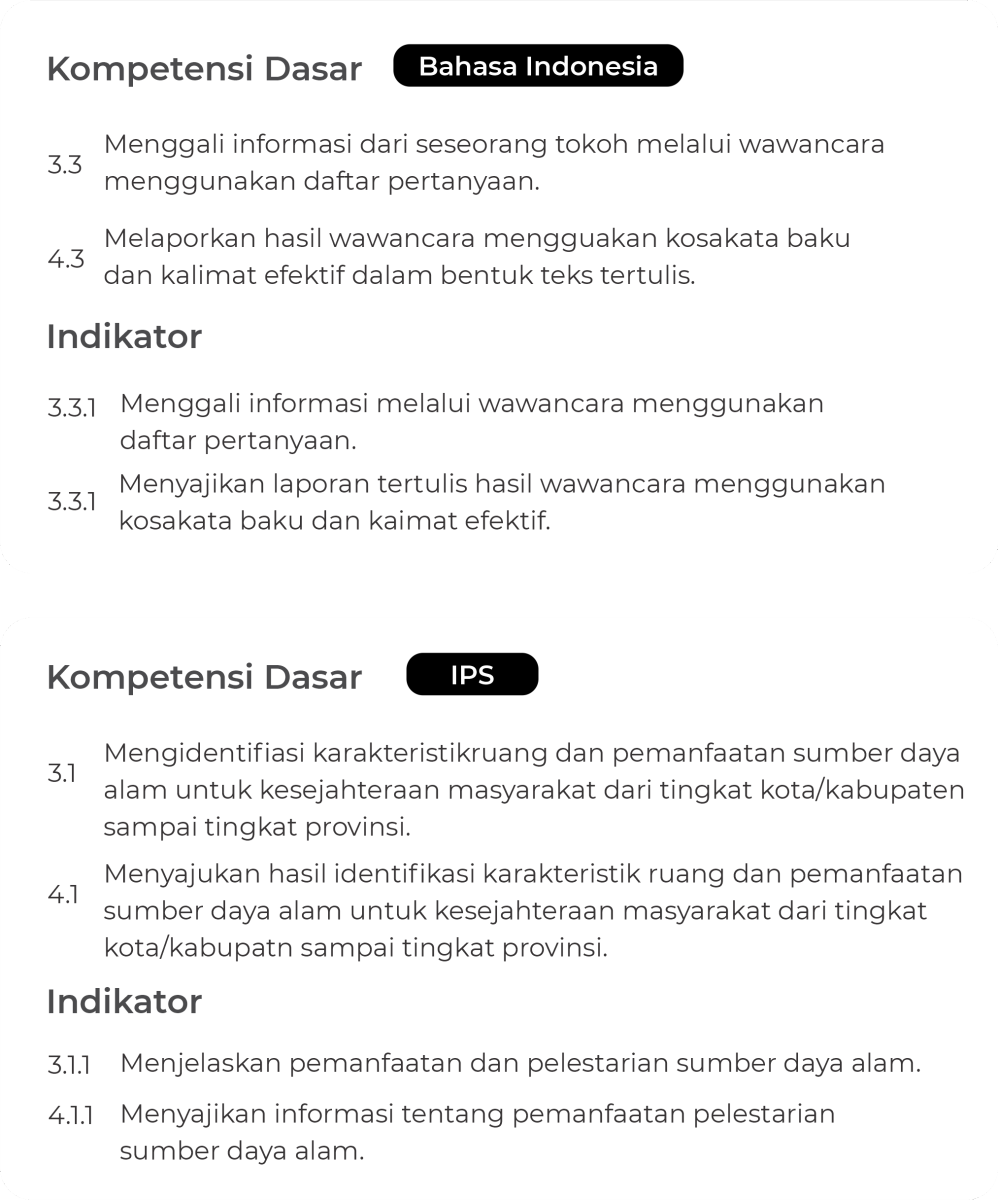 Kompetensi Dasar Bahasa Indonesia
3.3 Menggali informasi dari seseorang tokoh melalui wawancara
menggunakan daftar pertanyaan.
4.3 Melaporkan hasil wawancara mengguakan kosakata baku
dan kalimat efektif dalam bentuk teks tertulis.
Indikator
3.3.1 Menggali informasi melalui wawancara menggunakan
daftar pertanyaan.
3.3.1 Menyajikan laporan tertulis hasil wawancara menggunakan
kosakata baku dan kaimat efektif.
Kompetensi Dasar IPS
3.1 Mengidentifiasi karakteristikruang dan pemanfaatan sumber daya
alam untuk kesejahteraan masyarakat dari tingkat kota/kabupaten
sampai tingkat provinsi.
4.1 Menyajukan hasil identifikasi karakteristik ruang dan pemanfaatan
sumber daya alam untuk kesejahteraan masyarakat dari tingkat
kota/kabupatn sampai tingkat provinsi.
Indikator
3.1.1 Menjelaskan pemanfaatan dan pelestarian sumber daya alam.
4.1.1 Menyajikan informasi tentang pemanfaatan pelestarian
sumber daya alam.